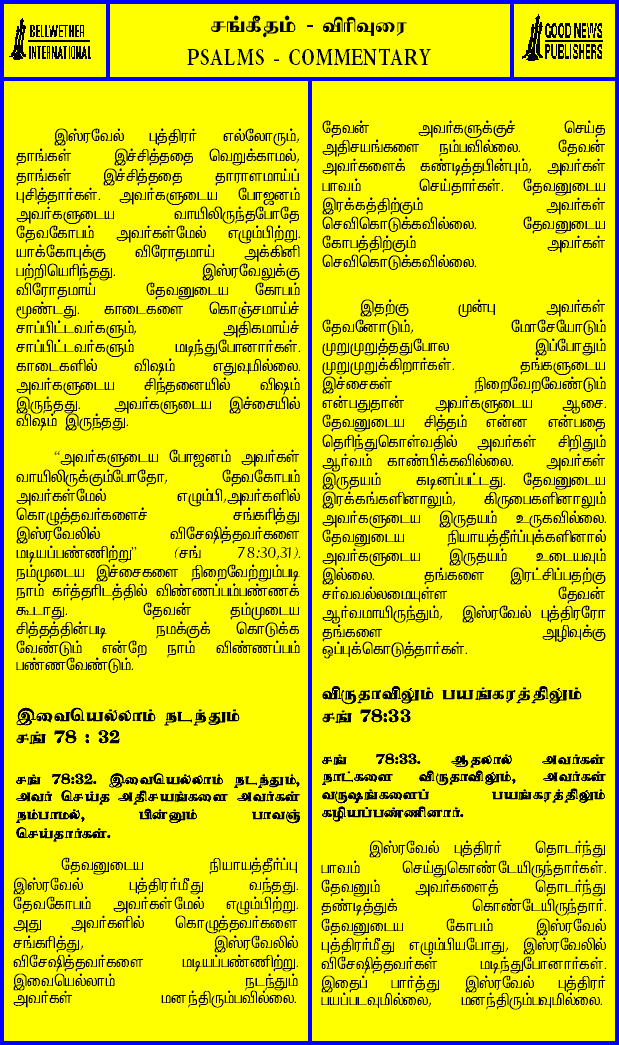 BELLWETHER
INTERNATIONAL
சங்கீதம் - விரிவுரை
PSALMS - COMMENTARY
GOOD NEWS
PUBLISHERS
இஸ்ரவேல் புத்திரர் எல்லோரும்,
தாங்கள் இச்சித்ததை வெறுக்காமல்,
தாங்கள் இச்சித்ததை தாராளமாய்ப்
புசித்தார்கள். அவர்களுடைய போஜனம்
அவர்களுடைய வாயிலிருந்தபோதே
தேவகோபம் அவர்கள்மேல் எழும்பிற்று.
யாக்கோபுக்கு விரோதமாய் அக்கினி
பற்றியெரிந்தது. இஸ்ரவேலுக்கு
விரோதமாய் தேவனுடைய கோபம்
மூண்டது. காடைகளை கொஞ்சமாய்ச்
சாப்பிட்டவர்களும், அதிகமாய்ச்
சாப்பிட்டவர்களும் மடிந்துபோனார்கள்.
காடைகளில் விஷம் எதுவுமில்லை.
அவர்களுடைய சிந்தனையில் விஷம்
இருந்தது. அவர்களுடைய இச்சையில்
விஷம் இருந்தது.
“அவர்களுடைய போஜனம் அவர்கள்
வாயிலிருக்கும்போதோ, தேவகோபம்
அவர்கள்மேல் எழும்பி,அவர்களில்
கொழுத்தவர்களைச் சங்கரித்து
இஸ்ரவேலில் விசேஷித்தவர்களை
மடியப்பண்ணிற்று” (சங் 78:30,31).
நம்முடைய இச்சைகளை நிறைவேற்றும்படி
நாம் கர்த்தரிடத்தில் விண்ணப்பம்பண்ணக்
கூடாது. தேவன் தம்முடைய
சித்தத்தின்படி நமக்குக் கொடுக்க
வேண்டும் என்றே நாம் விண்ணப்பம்
பண்ணவேண்டும்.
இவையெல்லாம் நடந்தும்
சங் 78 : 32
சங் 78:32. இவையெல்லாம் நடந்தும்,
அவர் செய்த அதிசயங்களை அவர்கள்
நம்பாமல், பின்னும் பாவஞ்
செய்தார்கள்.
தேவனுடைய நியாயத்தீர்ப்பு
இஸ்ரவேல் புத்திரர்மீது வந்தது.
தேவகோபம் அவர்கள்மேல் எழும்பிற்று.
அது அவர்களில் கொழுத்தவர்களை
சங்கரித்து, இஸ்ரவேலில்
விசேஷித்தவர்களை மடியப்பண்ணிற்று.
இவையெல்லாம் நடந்தும்
அவர்கள் மனந்திரும்பவில்லை.
தேவன் அவர்களுக்குச் செய்த
அதிசயங்களை நம்பவில்லை. தேவன்
அவர்களைக் கண்டித்தபின்பும், அவர்கள்
பாவம் செய்தார்கள். தேவனுடைய
இரக்கத்திற்கும் அவர்கள்
செவிகொடுக்கவில்லை. தேவனுடைய
கோபத்திற்கும் அவர்கள்
செவிகொடுக்கவில்லை.
இதற்கு முன்பு அவர்கள்
தேவனோடும், மோசேயோடும்
முறுமுறுத்ததுபோல இப்போதும்
முறுமுறுக்கிறார்கள். தங்களுடைய
இச்சைகள் நிறைவேறவேண்டும்
என்பதுதான் அவர்களுடைய ஆசை.
தேவனுடைய சித்தம் என்ன என்பதை
தெரிந்துகொள்வதில் அவர்கள் சிறிதும்
ஆர்வம் காண்பிக்கவில்லை. அவர்கள்
இருதயம் கடினப்பட்டது. தேவனுடைய
இரக்கங்களினாலும், கிருபைகளினாலும்
அவர்களுடைய இருதயம் உருகவில்லை.
தேவனுடைய நியாயத்தீர்ப்புக்களினால்
அவர்களுடைய இருதயம் உடையவும்
இல்லை. தங்களை இரட்சிப்பதற்கு
சர்வவல்லமையுள்ள தேவன்
ஆர்வமாயிருந்தும், இஸ்ரவேல் புத்திரரோ
தங்களை அழிவுக்கு
ஒப்புக்கொடுத்தார்கள்.
விருதாவிலும் பயங்கரத்திலும்
சங் 78:33
சங் 78:33. ஆதலால் அவர்கள்
நாட்களை விருதாவிலும், அவர்கள்
வருஷங்களைப் பயங்கரத்திலும்
கழியப்பண்ணினார்.
இஸ்ரவேல் புத்திரர் தொடர்ந்து
பாவம் செய்துகொண்டேயிருந்தார்கள்.
தேவனும் அவர்களைத் தொடர்ந்து
தண்டித்துக் கொண்டேயிருந்தார்.
தேவனுடைய கோபம் இஸ்ரவேல்
புத்திரர்மீது எழும்பியபோது, இஸ்ரவேலில்
விசேஷித்தவர்கள் மடிந்துபோனார்கள்.
இதைப் பார்த்து இஸ்ரவேல் புத்திரர்
பயப்படவுமில்லை, மனந்திரும்பவுமில்லை.